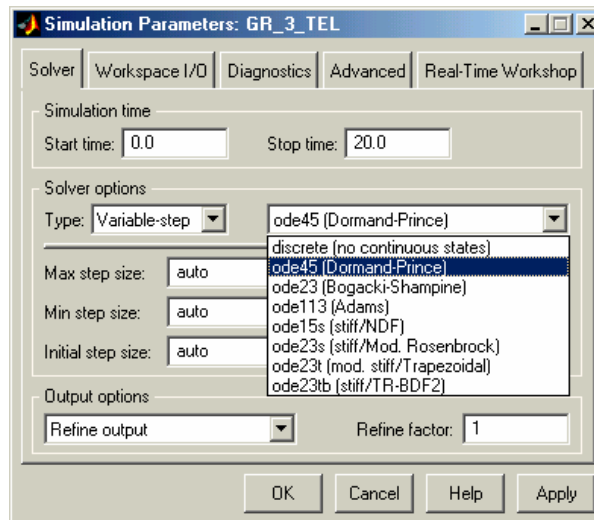 Simulation Parameters: GR_3_TEL
Solver Workspace I/O Diagnostics Advanced Real-Time Workshop
Simulation time
Start time: 0.0 Stop time: 20.0
Solver options
Type: Variable-step ode45 (Dormand-Prince)
discrete (no continuous states)
ode45 (Dormand-Prince)
Max step size: auto
ode23 (Bogacki-Shampine)
ode113 (Adams)
Min step size: auto
ode15s (stiff/NDF)
ode23s (stiff/Mod. Rosenbrock)
Initial step size: auto
ode23t (mod. stiff/Trapezoidal)
ode23tb (stiff/TR-BDF2)
Output options
Refine output Refine factor: 1
OK Cancel Help Apply